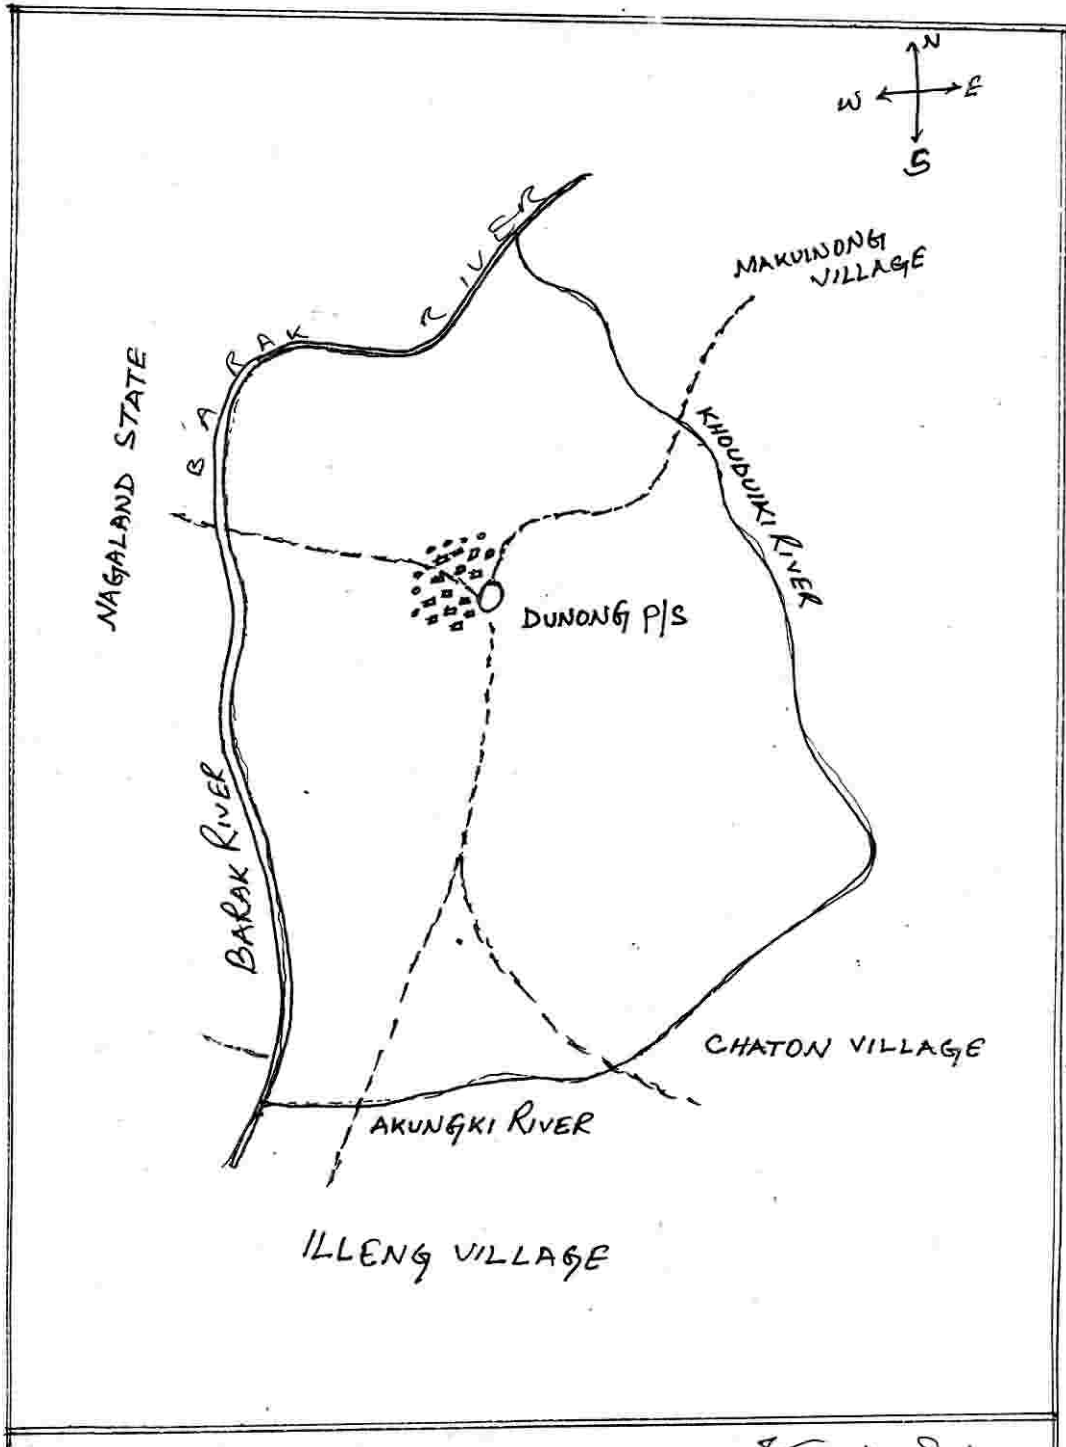 N
W E
S
BARAK RIVER
MAKUINONG
VILLAGE
NAGALAND STATE
KHOUDUIKI RIVER
DUNONG P/S
BARAK RIVER
CHATON VILLAGE
AKUNGKI RIVER
ILLENG VILLAGE